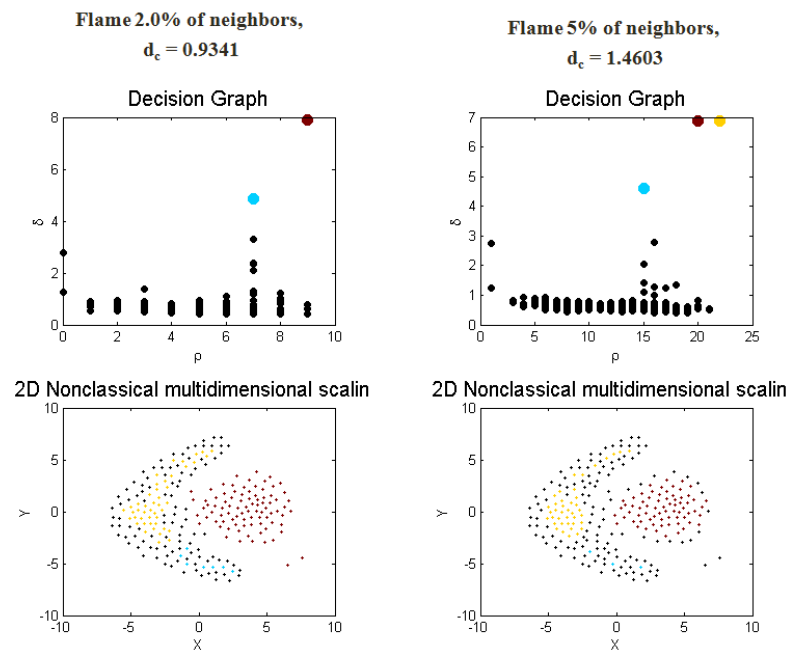 Flame 2.0% of neighbors,
d_c = 0.9341
Flame 5% of neighbors,
d_c = 1.4603
Decision Graph
8
6
4
2
0
δ
0 2 4 6 8 10
ρ
Decision Graph
7
6
5
4
3
2
1
0
δ
0 5 10 15 20 25
ρ
2D Nonclassical multidimensional scalin
10
5
0
-5
-10
Y
-10 -5 0 5 10
X
2D Nonclassical multidimensional scalin
10
5
0
-5
-10
Y
-10 -5 0 5 10
X